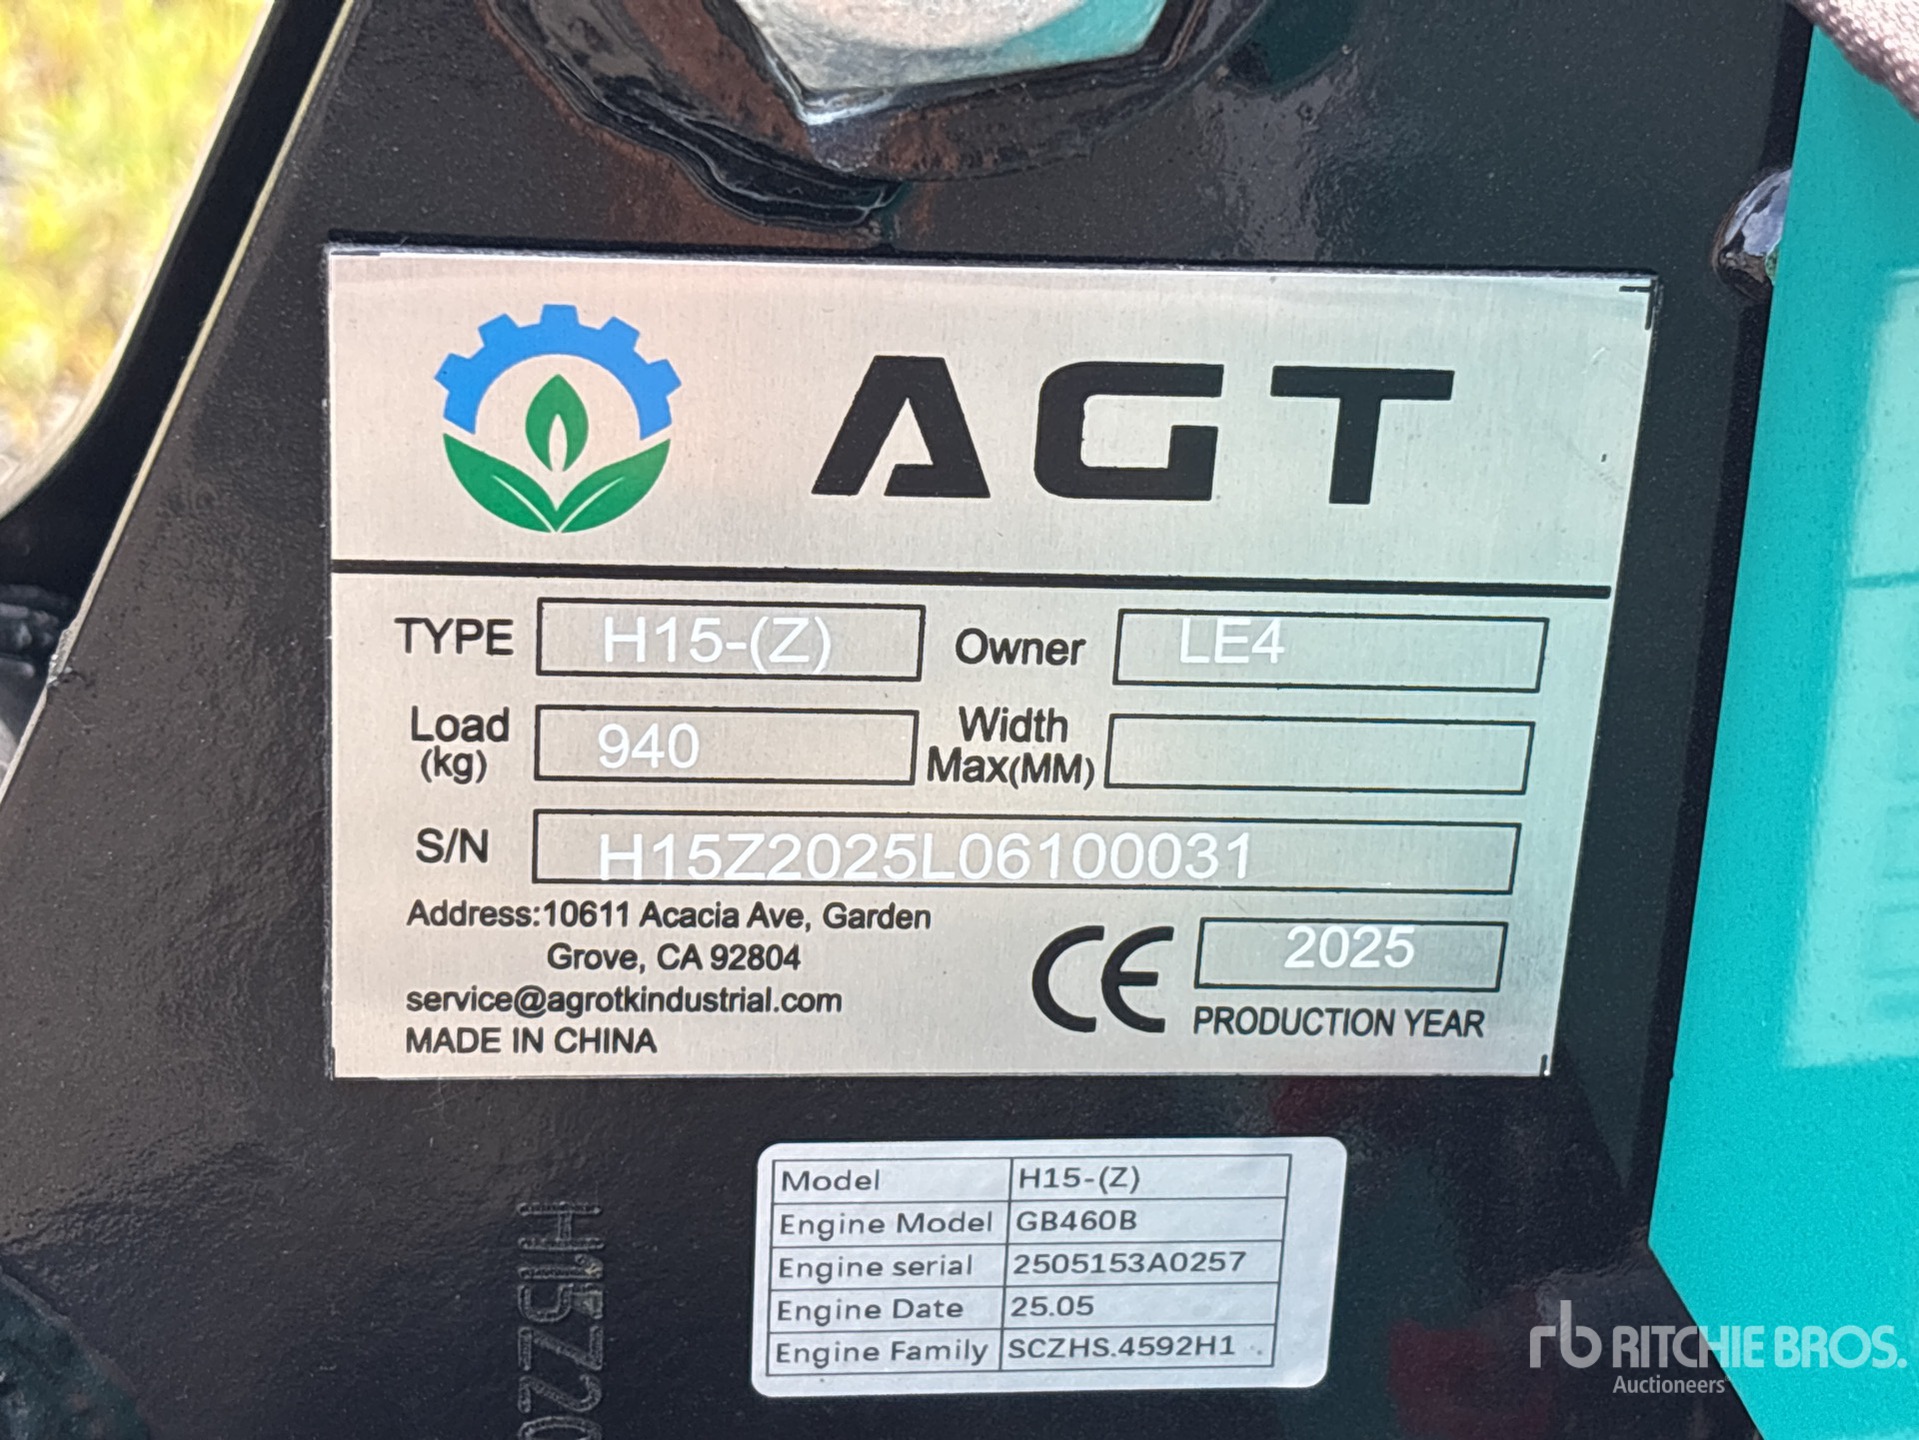 AGT
TYPE H15-(Z) Owner LE4
Load (kg) 940 Width Max(MM)
S/N H15Z2025L06100031
Address:10611 Acacia Ave, Garden
Grove, CA 92804
service@agrotkindustrial.com
MADE IN CHINA
CE 2025
PRODUCTION YEAR
Model H15-(Z)
Engine Model GB460B
Engine serial 2505153A0257
Engine Date 25.05
Engine Family SCZHS.4592H1
H15Z20
rb RITCHIE BROS.
Auctioneers